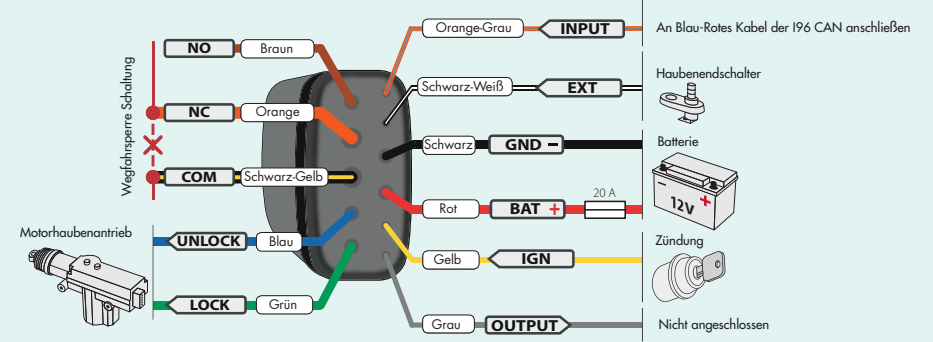 Orange-Grau
INPUT
An Blau-Rotes Kabel der I96 CAN anschließen
NO
Braun
Haubenendschalter
Schwarz-Weiß
EXT
Wegfahrsperre Schaltung
NC
Orange
Schwarz
GND –
Batterie
COM
Schwarz-Gelb
20 A
– 12V +
Rot
BAT +
Motorhaubenantrieb
UNLOCK
Blau
Zündung
Gelb
IGN
LOCK
Grün
Grau
OUTPUT
Nicht angeschlossen